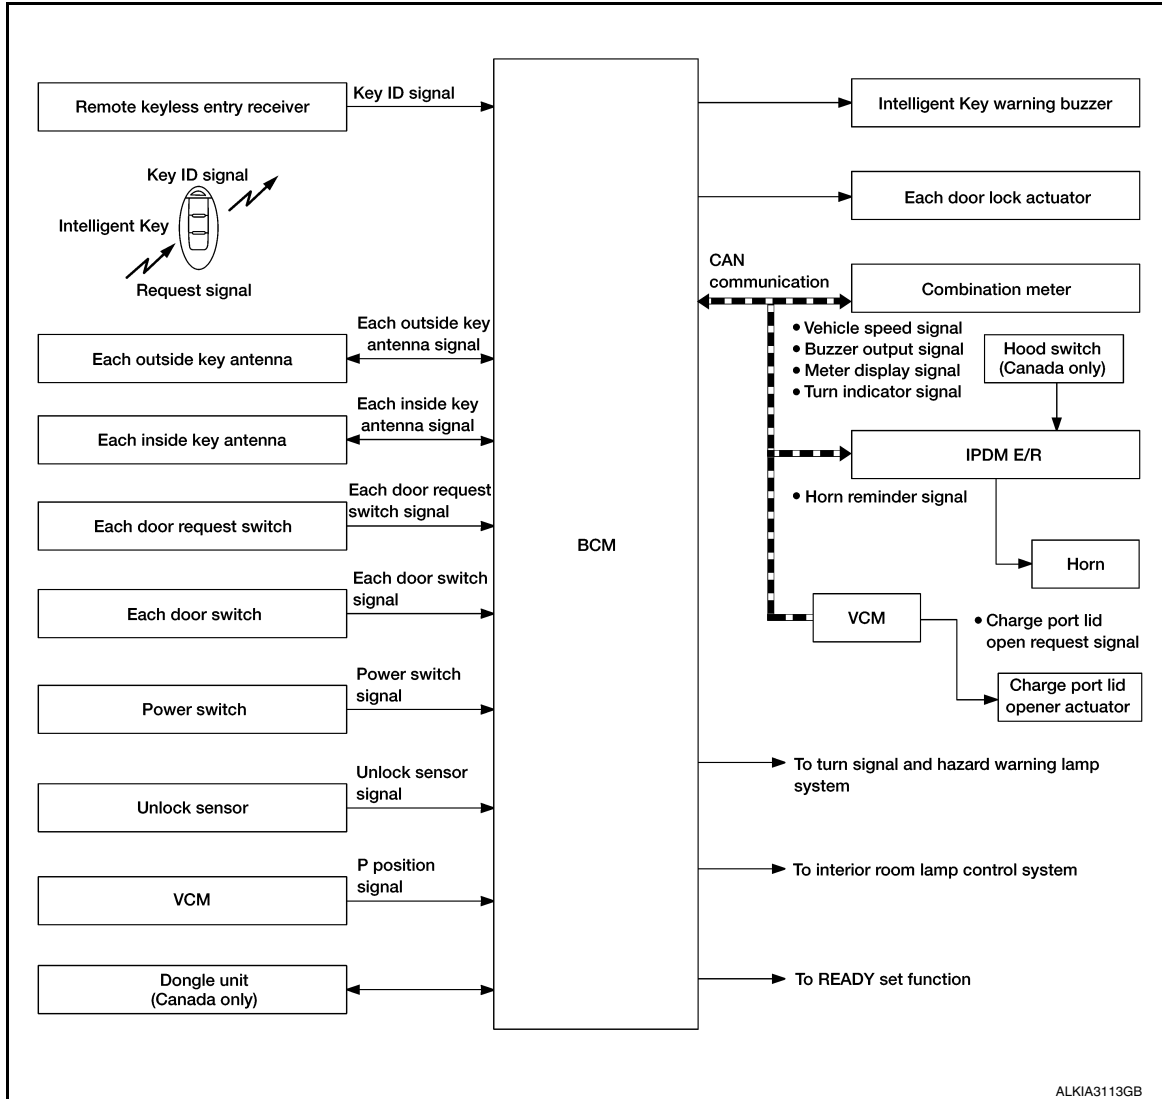 Remote keyless entry receiver
Key ID signal
Key ID signal
Intelligent Key
Request signal
Each outside key antenna
Each outside key
antenna signal
Each inside key antenna
Each inside key
antenna signal
Each door request switch
Each door request
switch signal
Each door switch
Each door switch
signal
Power switch
Power switch
signal
Unlock sensor
Unlock sensor
signal
VCM
P position
signal
Dongle unit
(Canada only)
BCM
Intelligent Key warning buzzer
Each door lock actuator
CAN
communication
Combination meter
• Vehicle speed signal
• Buzzer output signal
• Meter display signal
• Turn indicator signal
Hood switch
(Canada only)
IPDM E/R
• Horn reminder signal
Horn
VCM
• Charge port lid
open request signal
Charge port lid
opener actuator
To turn signal and hazard warning lamp
system
To interior room lamp control system
To READY set function
ALKIA3113GB